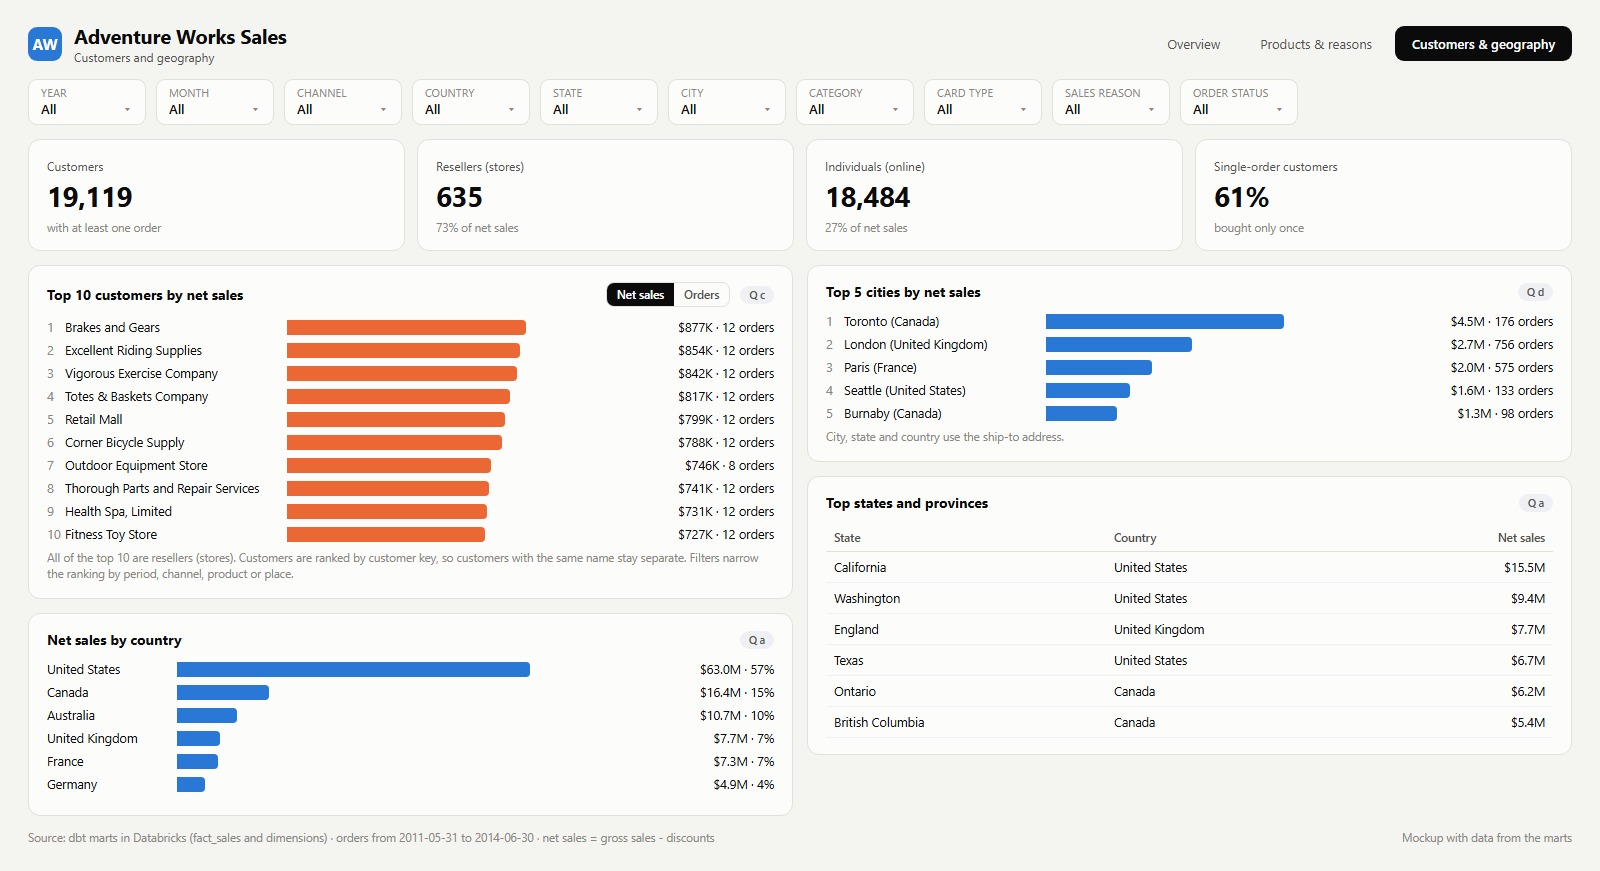 AW
Adventure Works Sales
Customers and geography
Overview
Products & reasons
Customers & geography
YEAR
All
MONTH
All
CHANNEL
All
COUNTRY
All
STATE
All
CITY
All
CATEGORY
All
CARD TYPE
All
SALES REASON
All
ORDER STATUS
All
Customers
19,119
with at least one order
Resellers (stores)
635
73% of net sales
Individuals (online)
18,484
27% of net sales
Single-order customers
61%
bought only once
Top 10 customers by net sales
Net sales
Orders
Q c
1 Brakes and Gears $877K · 12 orders
2 Excellent Riding Supplies $854K · 12 orders
3 Vigorous Exercise Company $842K · 12 orders
4 Totes & Baskets Company $817K · 12 orders
5 Retail Mall $799K · 12 orders
6 Corner Bicycle Supply $788K · 12 orders
7 Outdoor Equipment Store $746K · 8 orders
8 Thorough Parts and Repair Services $741K · 12 orders
9 Health Spa, Limited $731K · 12 orders
10 Fitness Toy Store $727K · 12 orders
All of the top 10 are resellers (stores). Customers are ranked by customer key, so customers with the same name stay separate. Filters narrow
the ranking by period, channel, product or place.
Net sales by country
Q a
United States $63.0M · 57%
Canada $16.4M · 15%
Australia $10.7M · 10%
United Kingdom $7.7M · 7%
France $7.3M · 7%
Germany $4.9M · 4%
Top 5 cities by net sales
Q d
1 Toronto (Canada) $4.5M · 176 orders
2 London (United Kingdom) $2.7M · 756 orders
3 Paris (France) $2.0M · 575 orders
4 Seattle (United States) $1.6M · 133 orders
5 Burnaby (Canada) $1.3M · 98 orders
City, state and country use the ship-to address.
Top states and provinces
Q a
State Country Net sales
California United States $15.5M
Washington United States $9.4M
England United Kingdom $7.7M
Texas United States $6.7M
Ontario Canada $6.2M
British Columbia Canada $5.4M
Source: dbt marts in Databricks (fact_sales and dimensions) · orders from 2011-05-31 to 2014-06-30 · net sales = gross sales - discounts
Mockup with data from the marts